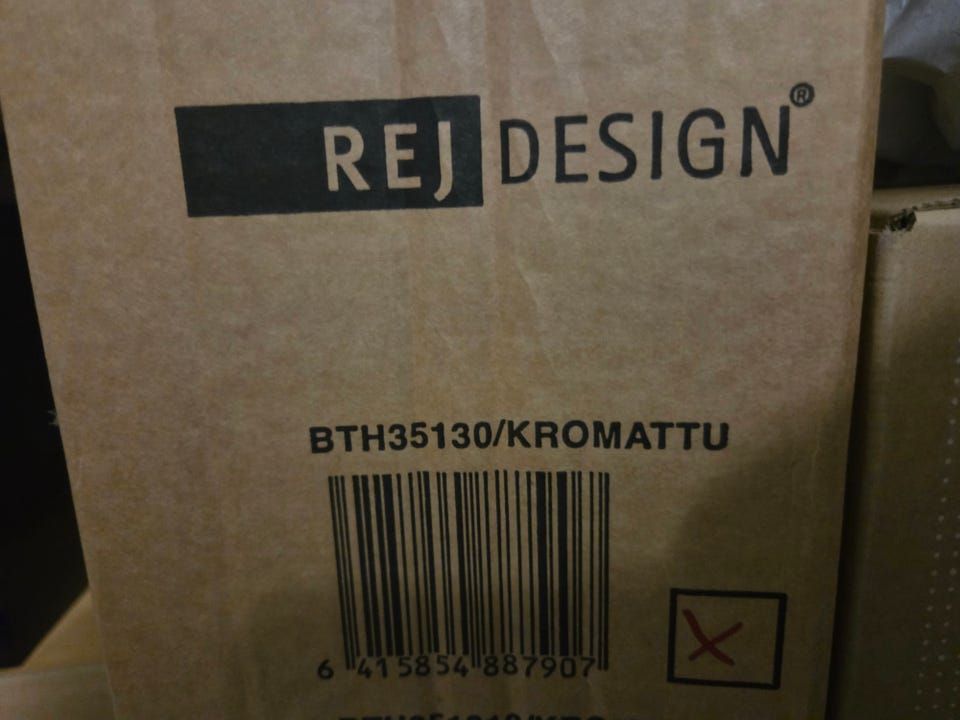 REJ DESIGN®
BTH35130/KROMATTU
6 415854 887907
X